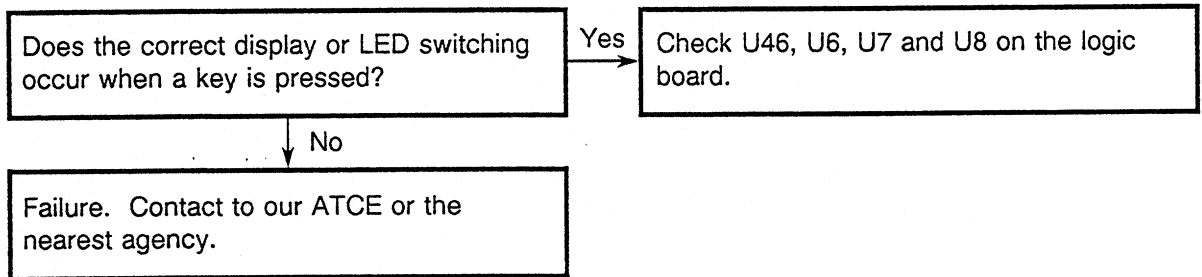 Does the correct display or LED switching
occur when a key is pressed?
Yes
Check U46, U6, U7 and U8 on the logic
board.
No
Failure. Contact to our ATCE or the
nearest agency.